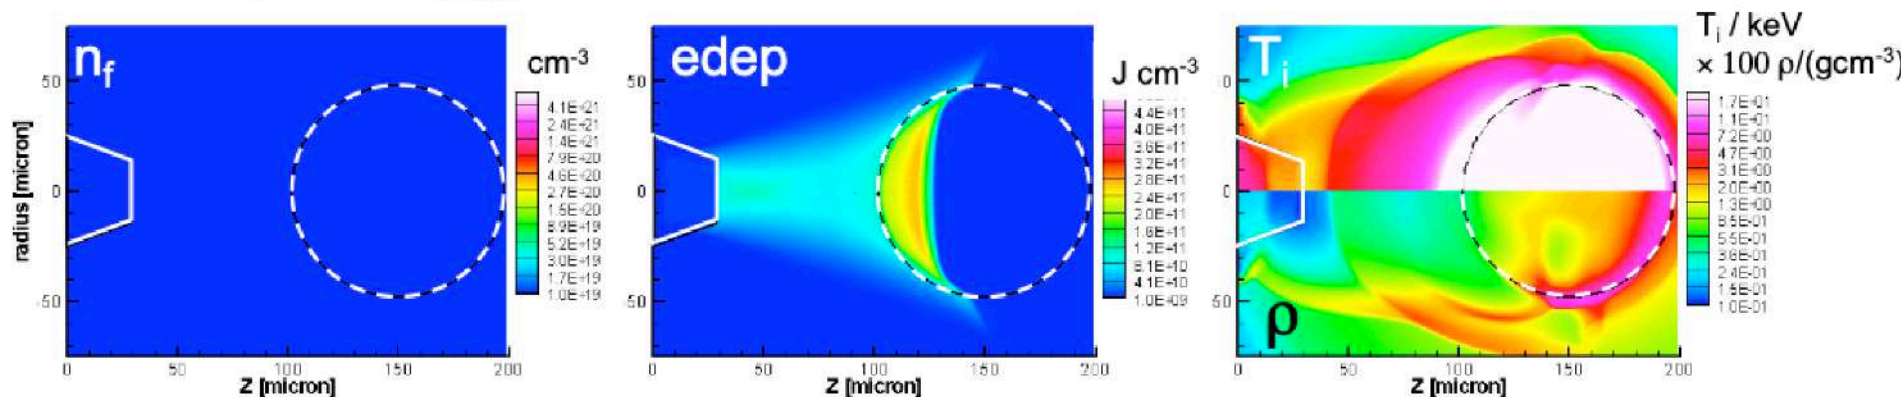 n_f
cm⁻³
4.1E+21
2.4E+21
1.4E+21
7.9E+20
4.6E+20
2.7E+20
1.5E+20
8.9E+19
5.2E+19
3.0E+19
1.7E+19
1.0E+19
radius [micron]
50
0
-50
0 50 100 150 200
Z [micron]
edep
J cm⁻³
4.4E+11
4.0E+11
3.6E+11
3.2E+11
2.8E+11
2.4E+11
2.0E+11
1.6E+11
1.2E+11
8.1E+10
4.1E+10
1.0E+09
50
0
-50
0 50 100 150 200
Z [micron]
T_i
T_i / keV
× 100 ρ/(gcm⁻³)
1.7E+01
1.1E+01
7.2E+00
4.7E+00
3.1E+00
2.0E+00
1.3E+00
8.5E-01
5.6E-01
3.6E-01
2.4E-01
1.5E-01
1.0E-01
0
50
ρ
0 50 100 150 200
Z [micron]